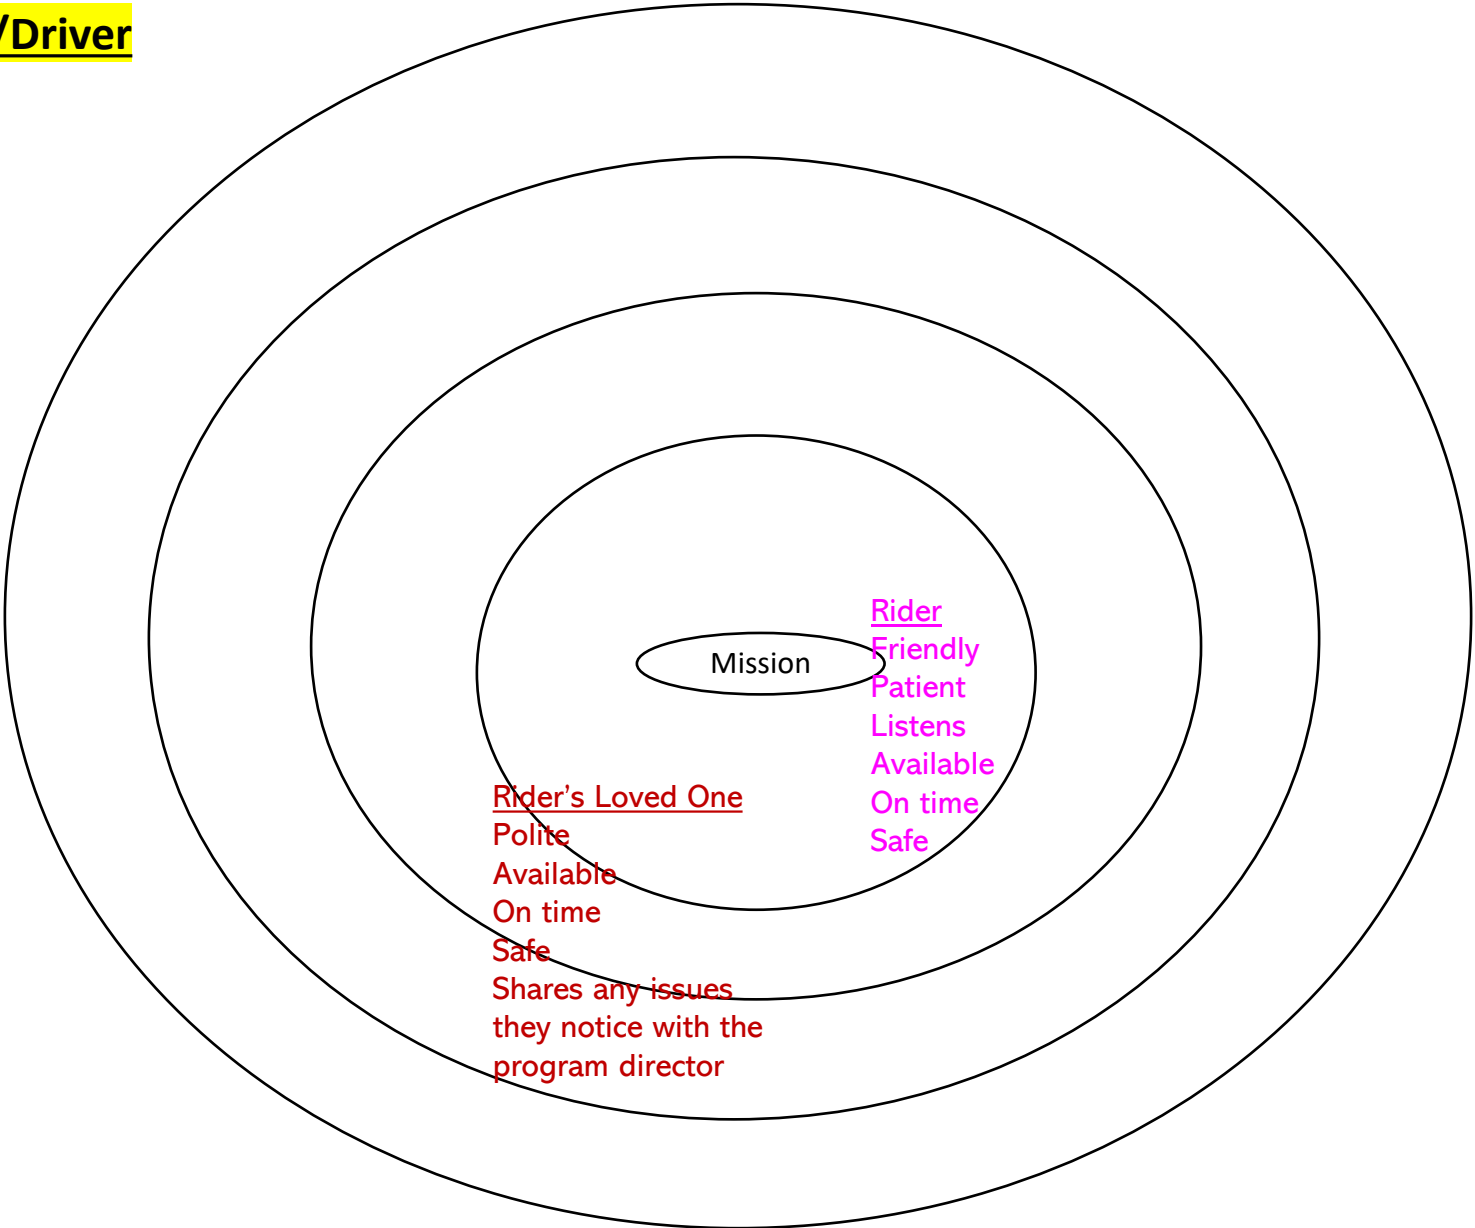 /Driver
Mission
Rider
Friendly
Patient
Listens
Available
On time
Safe
Rider’s Loved One
Polite
Available
On time
Safe
Shares any issues
they notice with the
program director